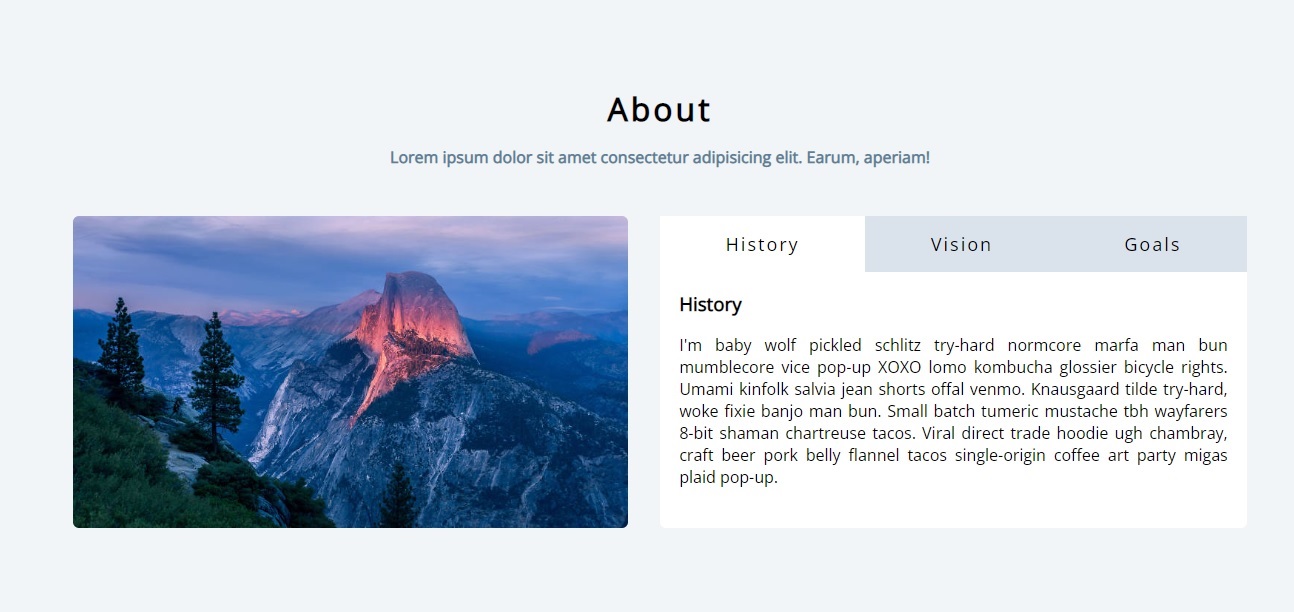 About
Lorem ipsum dolor sit amet consectetur adipisicing elit. Earum, aperiam!
History Vision Goals
History
I'm baby wolf pickled schlitz try-hard normcore marfa man bun
mumblecore vice pop-up XOXO lomo kombucha glossier bicycle rights.
Umami kinfolk salvia jean shorts offal venmo. Knausgaard tilde try-hard,
woke fixie banjo man bun. Small batch tumeric mustache tbh wayfarers
8-bit shaman chartreuse tacos. Viral direct trade hoodie ugh chambray,
craft beer pork belly flannel tacos single-origin coffee art party migas
plaid pop-up.